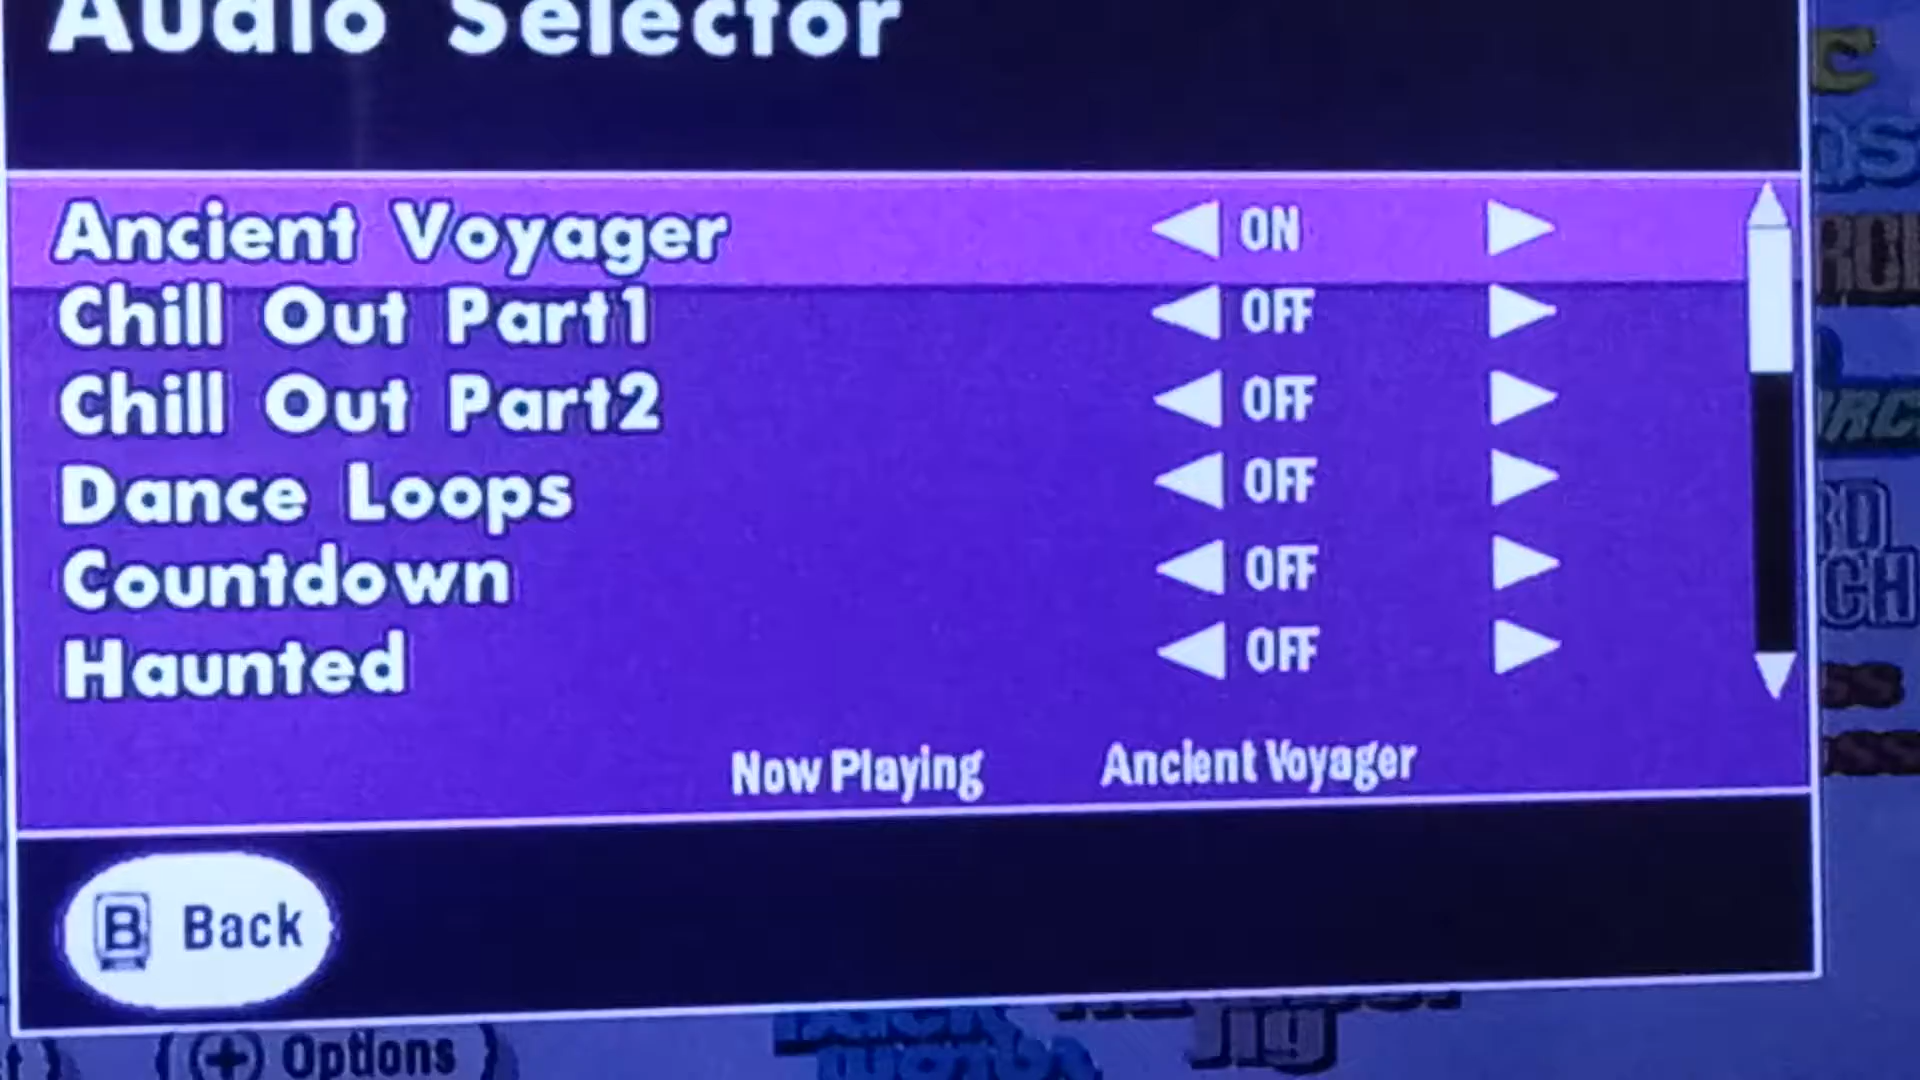 Audio Selector
Ancient Voyager ON
Chill Out Part1 OFF
Chill Out Part2 OFF
Dance Loops OFF
Countdown OFF
Haunted OFF
Now Playing Ancient Voyager
B Back
Options